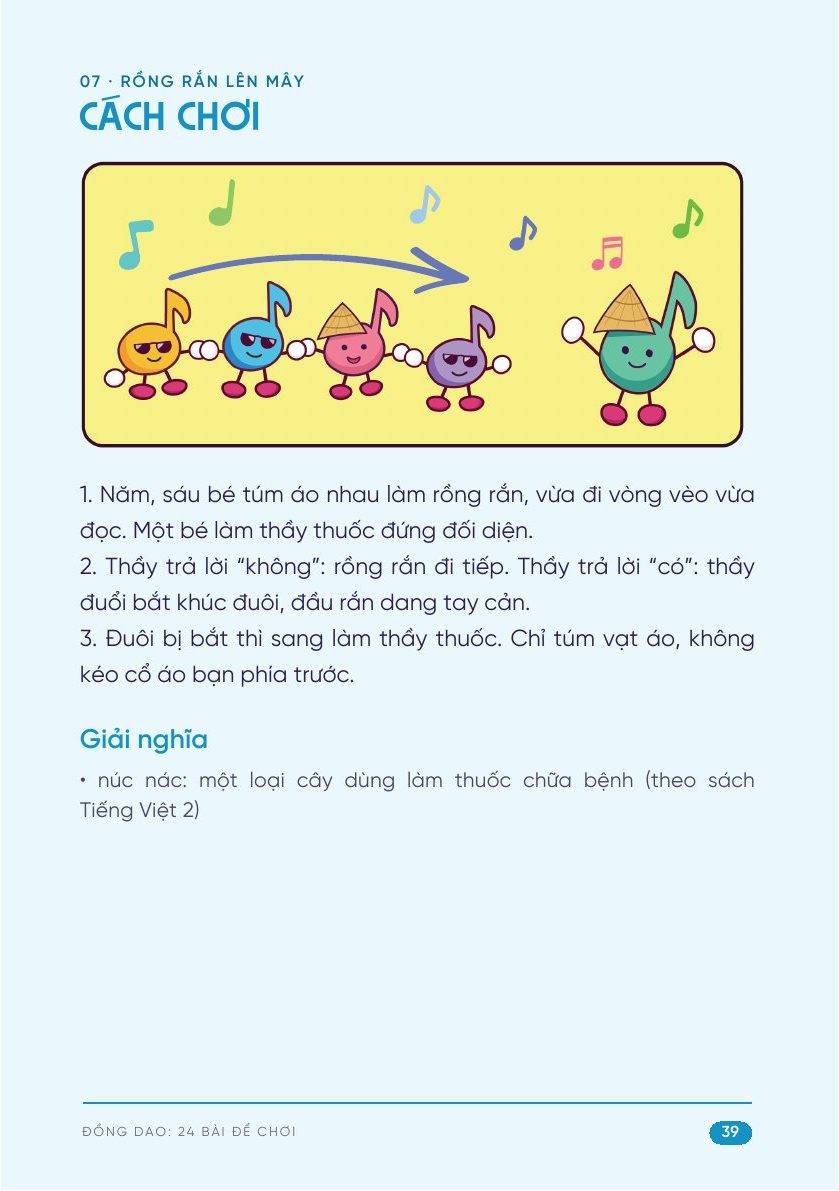 07 · RỒNG RẮN LÊN MÂY
CÁCH CHƠI
1. Năm, sáu bé túm áo nhau làm rồng rắn, vừa đi vòng vèo vừa
đọc. Một bé làm thầy thuốc đứng đối diện.
2. Thầy trả lời “không”: rồng rắn đi tiếp. Thầy trả lời “có”: thầy
đuổi bắt khúc đuôi, đầu rắn dang tay cản.
3. Đuôi bị bắt thì sang làm thầy thuốc. Chỉ túm vạt áo, không
kéo cổ áo bạn phía trước.
Giải nghĩa
• núc nác: một loại cây dùng làm thuốc chữa bệnh (theo sách
Tiếng Việt 2)
ĐỒNG DAO: 24 BÀI ĐỂ CHƠI
39